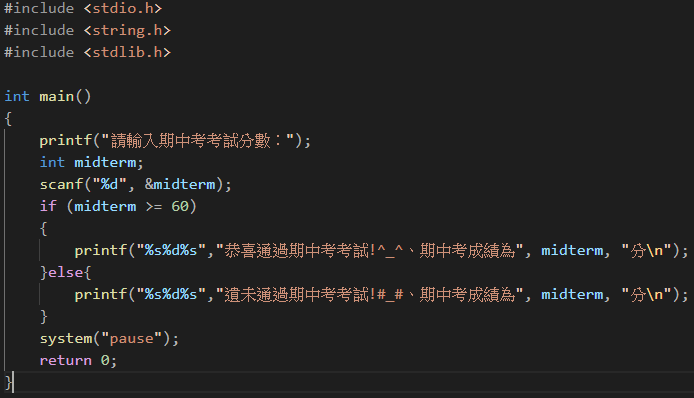 #include <stdio.h>
#include <string.h>
#include <stdlib.h>
int main()
{
printf("請輸入期中考考試分數：");
int midterm;
scanf("%d", &midterm);
if (midterm >= 60)
{
printf("%s%d%s","恭喜通過期中考考試!^_^、期中考成績為", midterm, "分\n");
}else{
printf("%s%d%s","遺未通過期中考考試!#_#、期中考成績為", midterm, "分\n");
}
system("pause");
return 0;
}